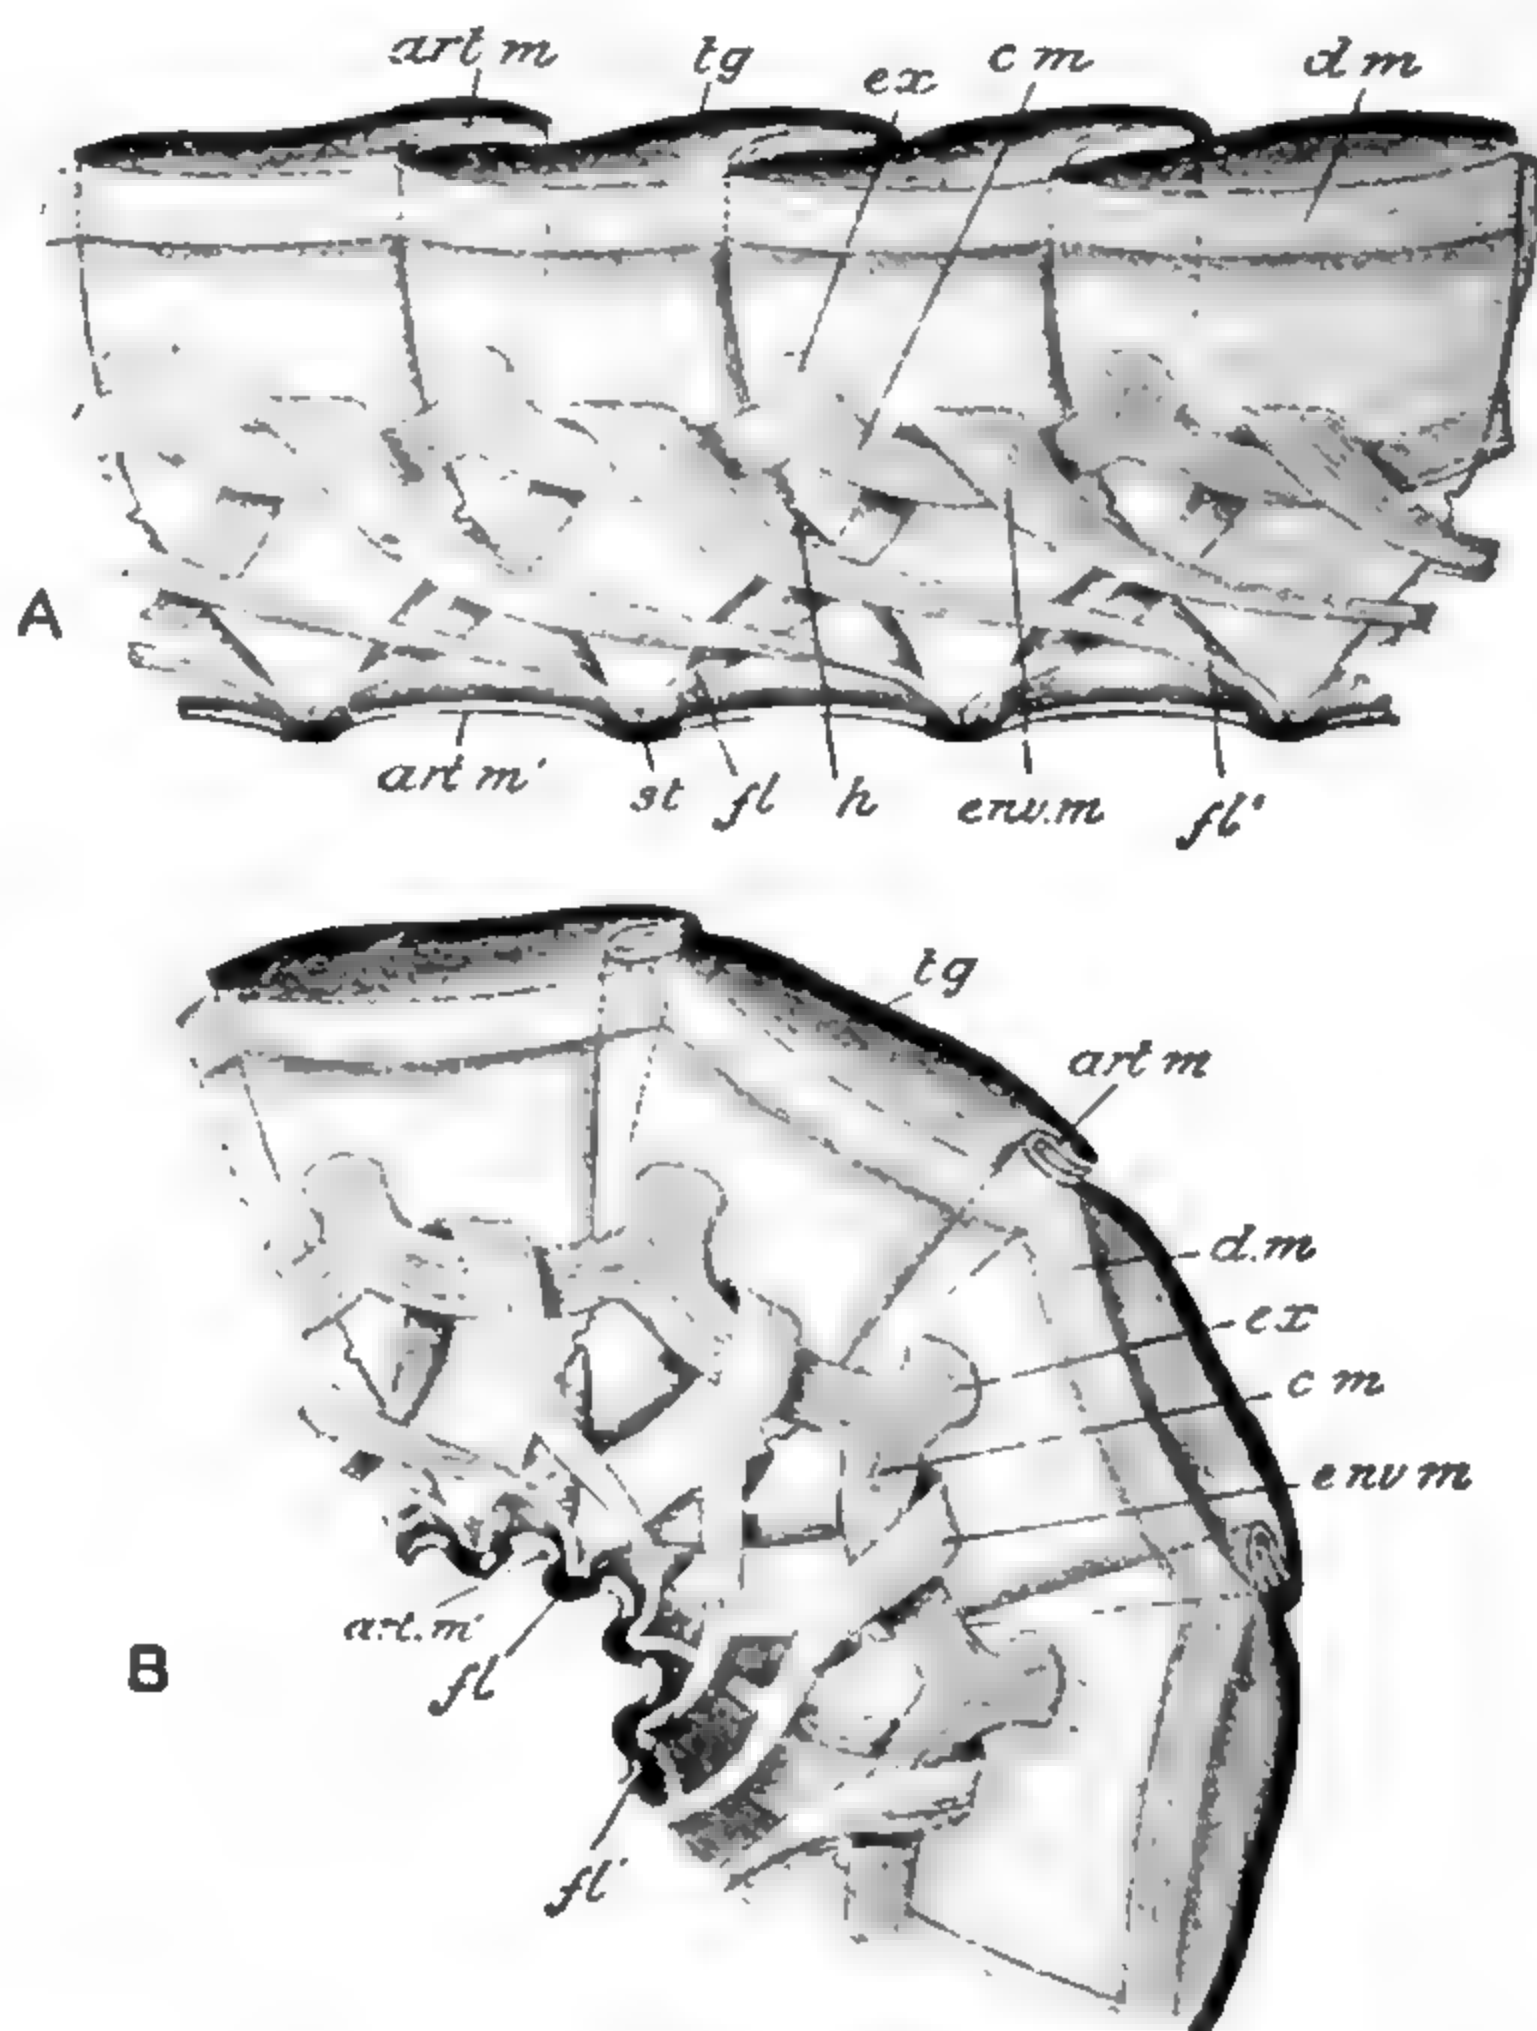 art m tg ex c m d m
A
art m' st fl h env.m fl'
tg
art m
d.m
ex
c m
env m
art.m'
fl
B
fl'